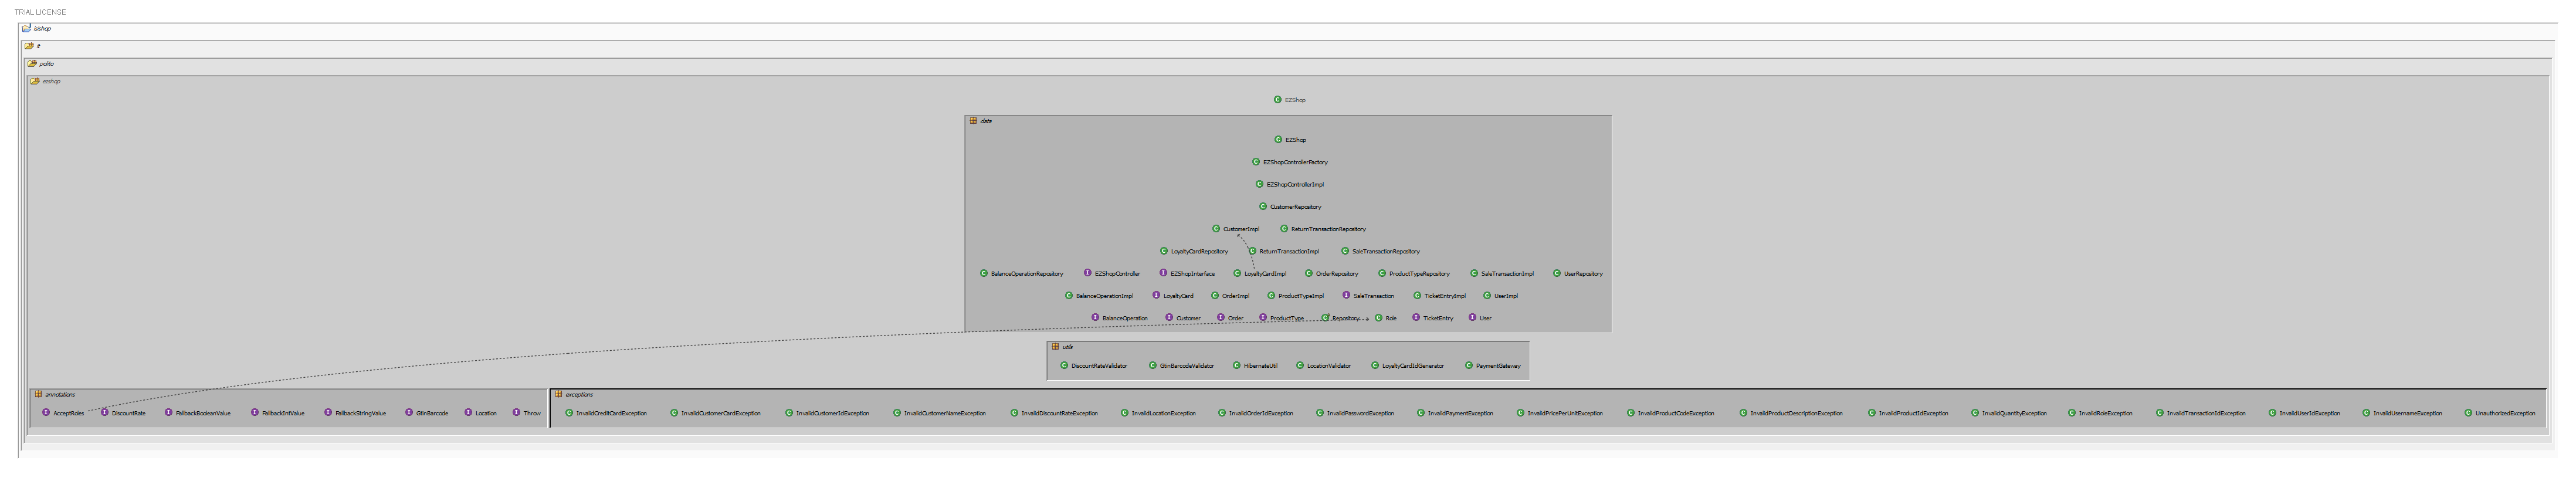 TRIAL LICENSE
ezshop
it
polito
ezshop
EZShop
data
EZShop
EZShopControllerFactory
EZShopControllerImpl
CustomerRepository
CustomerImpl ReturnTransactionRepository
LoyaltyCardRepository ReturnTransactionImpl SaleTransactionRepository
BalanceOperationRepository EZShopController EZShopInterface LoyaltyCardImpl OrderRepository ProductTypeRepository SaleTransactionImpl UserRepository
BalanceOperationImpl LoyaltyCard OrderImpl ProductTypeImpl SaleTransaction TicketEntryImpl UserImpl
BalanceOperation Customer Order ProductType Repository Role TicketEntry User
utils
DiscountRateValidator GtinBarcodeValidator HibernateUtil LocationValidator LoyaltyCardIdGenerator PaymentGateway
annotations
AcceptRoles DiscountRate FallbackBooleanValue FallbackIntValue FallbackStringValue GtinBarcode Location Throw
exceptions
InvalidCreditCardException InvalidCustomerCardException InvalidCustomerIdException InvalidCustomerNameException InvalidDiscountRateException InvalidLocationException InvalidOrderIdException InvalidPasswordException InvalidPaymentException InvalidPricePerUnitException InvalidProductCodeException InvalidProductDescriptionException InvalidProductIdException InvalidQuantityException InvalidRoleException InvalidTransactionIdException InvalidUserIdException InvalidUsernameException UnauthorizedException